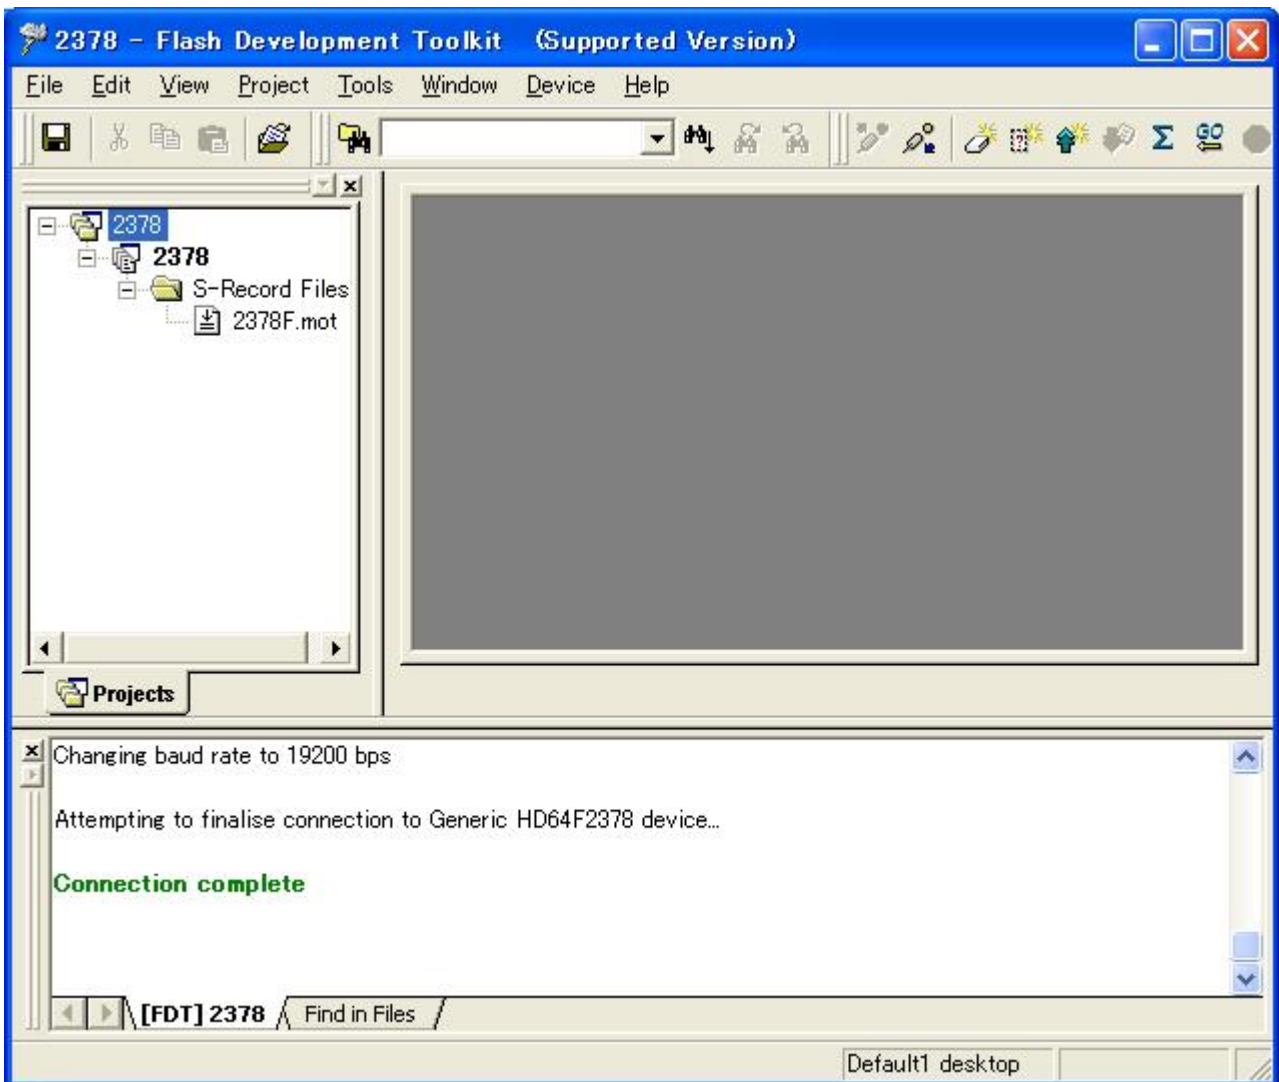 2378 - Flash Development Toolkit (Supported Version)
File Edit View Project Tools Window Device Help
GO
2378
2378
S-Record Files
2378F.mot
Projects
Changing baud rate to 19200 bps
Attempting to finalise connection to Generic HD64F2378 device...
Connection complete
[FDT] 2378 Find in Files
Default1 desktop